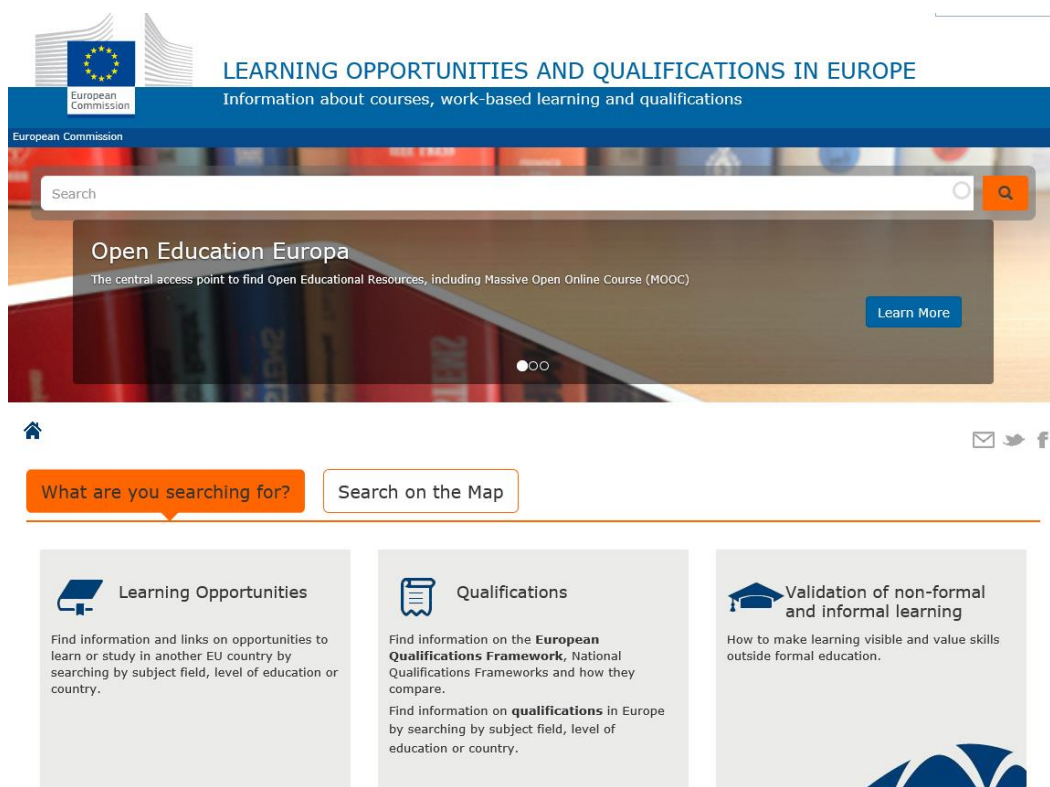 LEARNING OPPORTUNITIES AND QUALIFICATIONS IN EUROPE
European
Commission
Information about courses, work-based learning and qualifications
European Commission
Search
Open Education Europa
The central access point to find Open Educational Resources, including Massive Open Online Course (MOOC)
Learn More
What are you searching for?
Search on the Map
Learning Opportunities
Find information and links on opportunities to
learn or study in another EU country by
searching by subject field, level of education or
country.
Qualifications
Find information on the European
Qualifications Framework, National
Qualifications Frameworks and how they
compare.
Find information on qualifications in Europe
by searching by subject field, level of
education or country.
Validation of non-formal
and informal learning
How to make learning visible and value skills
outside formal education.